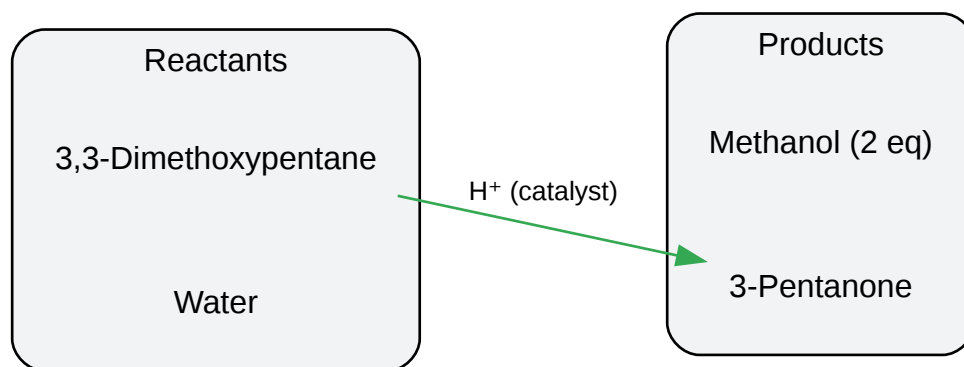 Reactants
3,3-Dimethoxypentane
Water
H⁺ (catalyst)
Products
Methanol (2 eq)
3-Pentanone